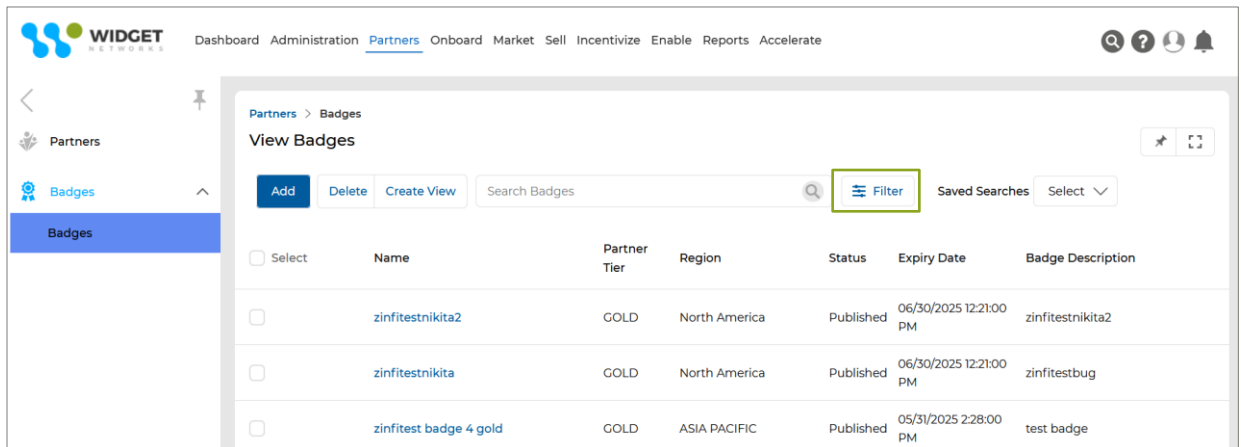 WIDGET
NETWORKS
Dashboard Administration Partners Onboard Market Sell Incentivize Enable Reports Accelerate
Partners > Badges
Partners
View Badges
Badges
Add Delete Create View Search Badges Filter Saved Searches Select
Badges
Select Name Partner Tier Region Status Expiry Date Badge Description
zinfitestnikita2 GOLD North America Published 06/30/2025 12:21:00 PM zinfitestnikita2
zinfitestnikita GOLD North America Published 06/30/2025 12:21:00 PM zinfitestbug
zinfitest badge 4 gold GOLD ASIA PACIFIC Published 05/31/2025 2:28:00 PM test badge